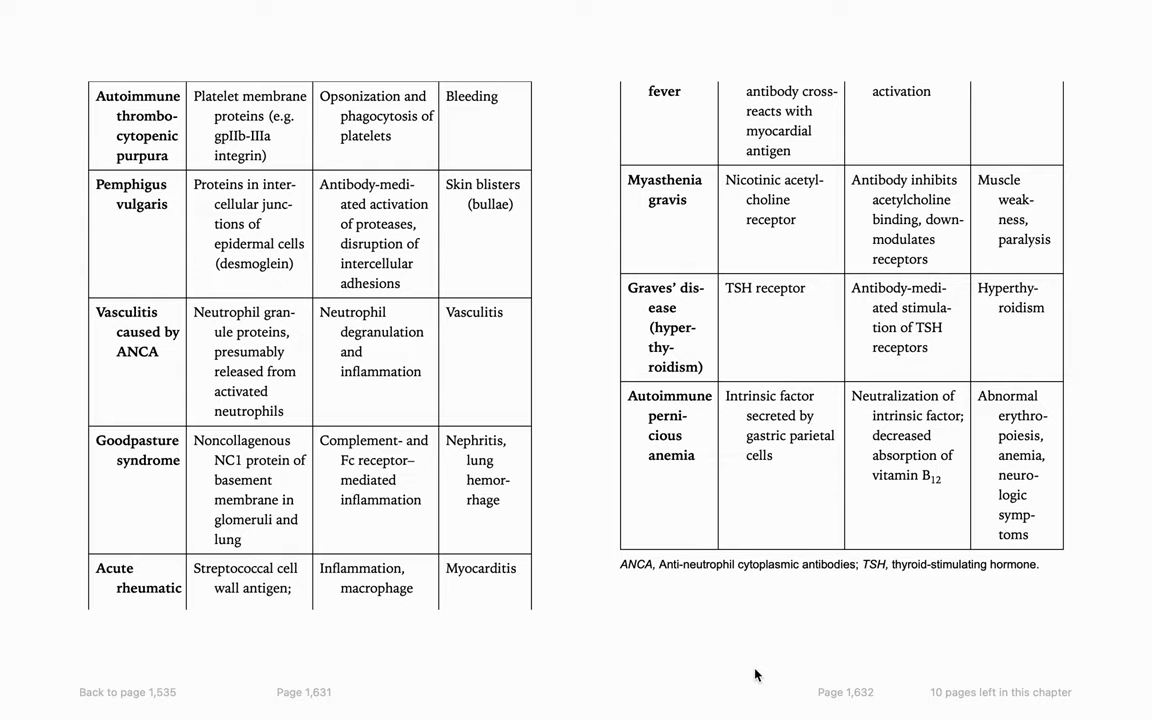 Autoimmune
thrombo-
cytopenic
purpura
Platelet membrane
proteins (e.g.
gpIIb-IIIa
integrin)
Opsonization and
phagocytosis of
platelets
Bleeding
Pemphigus
vulgaris
Proteins in inter-
cellular junc-
tions of
epidermal cells
(desmoglein)
Antibody-medi-
ated activation
of proteases,
disruption of
intercellular
adhesions
Skin blisters
(bullae)
Vasculitis
caused by
ANCA
Neutrophil gran-
ule proteins,
presumably
released from
activated
neutrophils
Neutrophil
degranulation
and
inflammation
Vasculitis
Goodpasture
syndrome
Noncollagenous
NC1 protein of
basement
membrane in
glomeruli and
lung
Complement- and
Fc receptor–
mediated
inflammation
Nephritis,
lung
hemor-
rhage
Acute
rheumatic
Streptococcal cell
wall antigen;
Inflammation,
macrophage
Myocarditis
fever
antibody cross-
reacts with
myocardial
antigen
activation
Myasthenia
gravis
Nicotinic acetyl-
choline
receptor
Antibody inhibits
acetylcholine
binding, down-
modulates
receptors
Muscle
weak-
ness,
paralysis
Graves’ dis-
ease
(hyper-
thy-
roidism)
TSH receptor
Antibody-medi-
ated stimula-
tion of TSH
receptors
Hyperthy-
roidism
Autoimmune
perni-
cious
anemia
Intrinsic factor
secreted by
gastric parietal
cells
Neutralization of
intrinsic factor;
decreased
absorption of
vitamin B12
Abnormal
erythro-
poiesis,
anemia,
neuro-
logic
symp-
toms
ANCA, Anti-neutrophil cytoplasmic antibodies; TSH, thyroid-stimulating hormone.
Back to page 1,535
Page 1,631
Page 1,632
10 pages left in this chapter